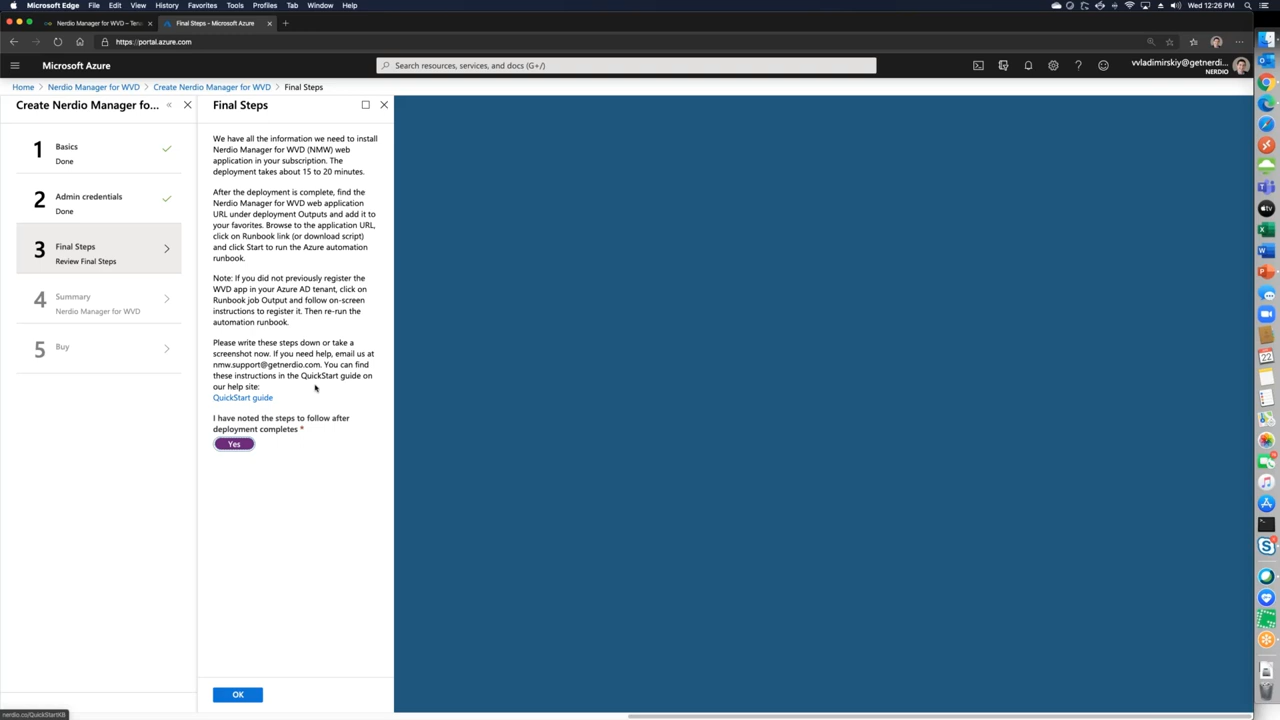 Microsoft Edge File Edit View History Favorites Tools Profiles Tab Window Help
Wed 12:26 PM
Final Steps - Microsoft Azure
https://portal.azure.com
Microsoft Azure
Search resources, services, and docs (G+/)
vvladimirskiy@getnerdi...
NERDIO
Home > Nerdio Manager for WVD > Create Nerdio Manager for WVD > Final Steps
Create Nerdio Manager fo...
1 Basics
Done
2 Admin credentials
Done
3 Final Steps
Review Final Steps
4 Summary
Nerdio Manager for WVD
5 Buy
Final Steps
We have all the information we need to install
Nerdio Manager for WVD (NMW) web
application in your subscription. The
deployment takes about 15 to 20 minutes.
After the deployment is complete, find the
Nerdio Manager for WVD web application
URL under deployment Outputs and add it to
your favorites. Browse to the application URL,
click on Runbook link (or download script)
and click Start to run the Azure automation
runbook.
Note: If you did not previously register the
WVD app in your Azure AD tenant, click on
Runbook job Output and follow on-screen
instructions to register it. Then re-run the
automation runbook.
Please write these steps down or take a
screenshot now. If you need help, email us at
nmw.support@getnerdio.com. You can find
these instructions in the QuickStart guide on
our help site:
QuickStart guide
I have noted the steps to follow after
deployment completes *
Yes
OK
nerdio.co/QuickStartKB